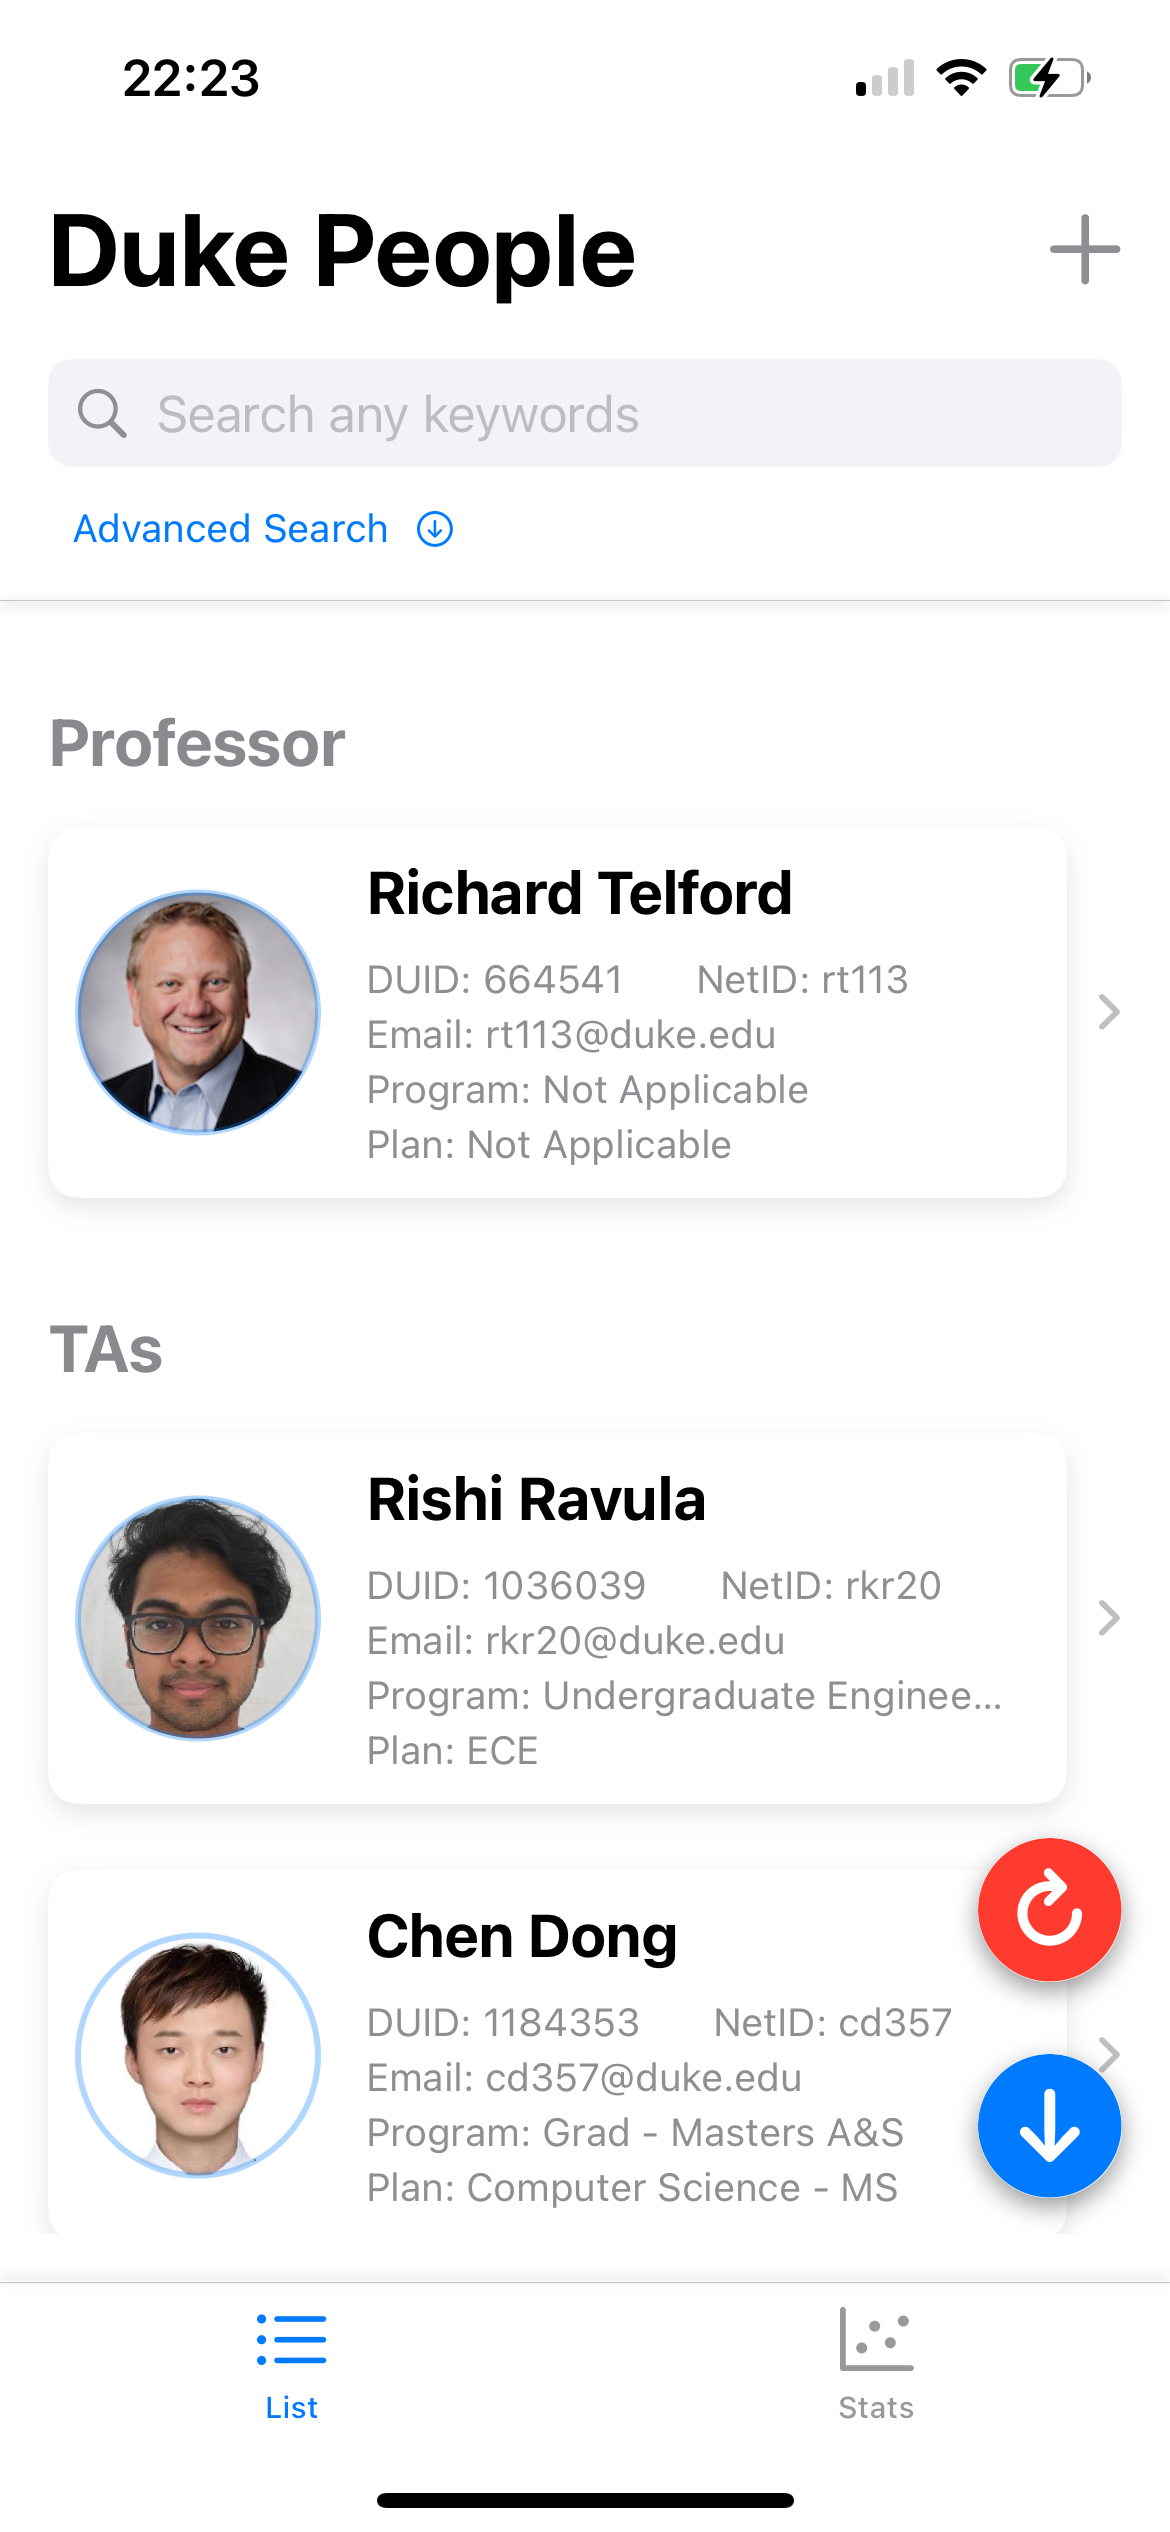 22:23
Duke People
Search any keywords
Advanced Search
Professor
Richard Telford
DUID: 664541 NetID: rt113
Email: rt113@duke.edu
Program: Not Applicable
Plan: Not Applicable
TAs
Rishi Ravula
DUID: 1036039 NetID: rkr20
Email: rkr20@duke.edu
Program: Undergraduate Enginee...
Plan: ECE
Chen Dong
DUID: 1184353 NetID: cd357
Email: cd357@duke.edu
Program: Grad - Masters A&S
Plan: Computer Science - MS
List
Stats